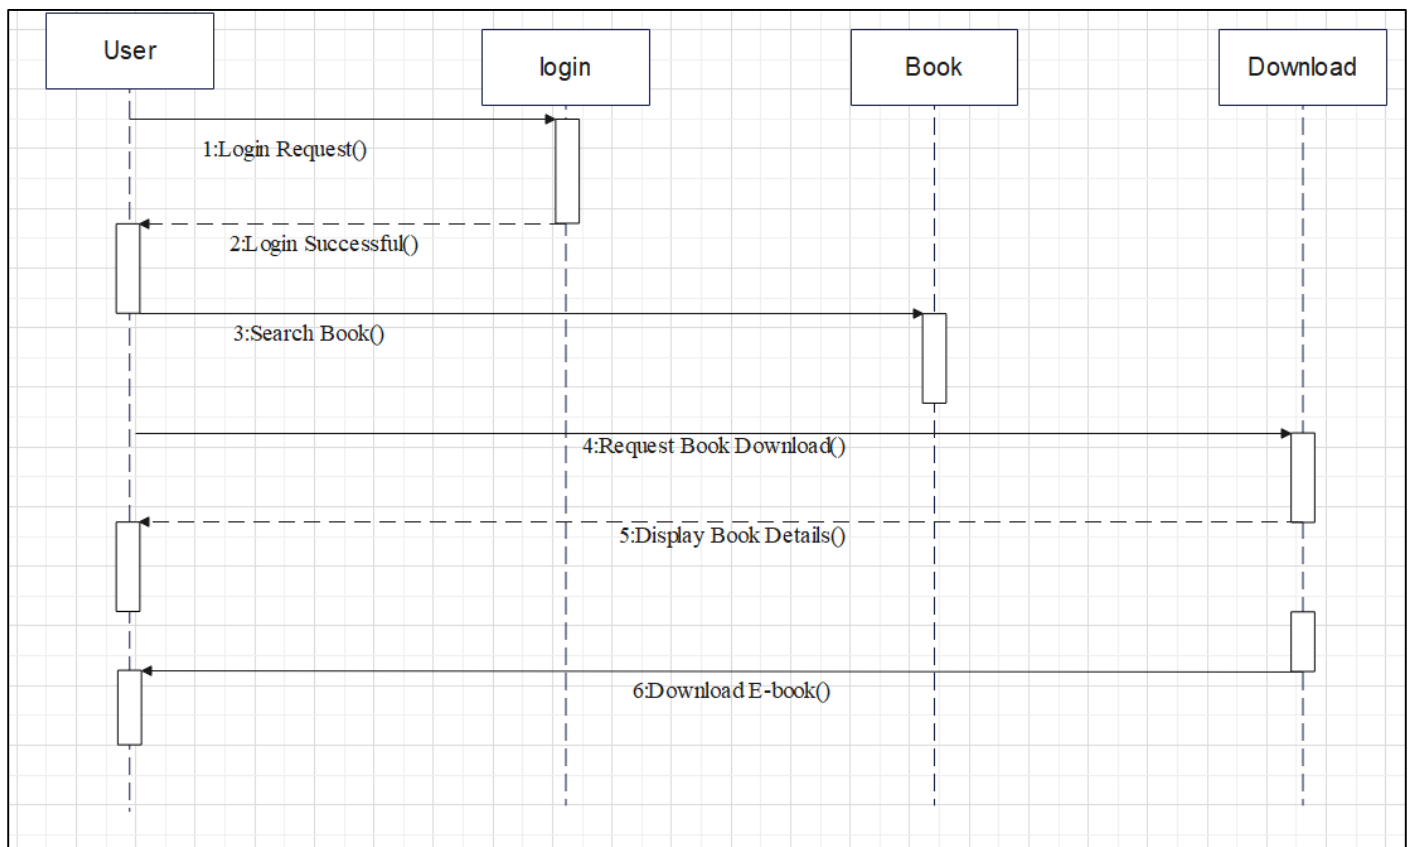 User
login
Book
Download
1:Login Request()
2:Login Successful()
3:Search Book()
4:Request Book Download()
5:Display Book Details()
6:Download E-book()